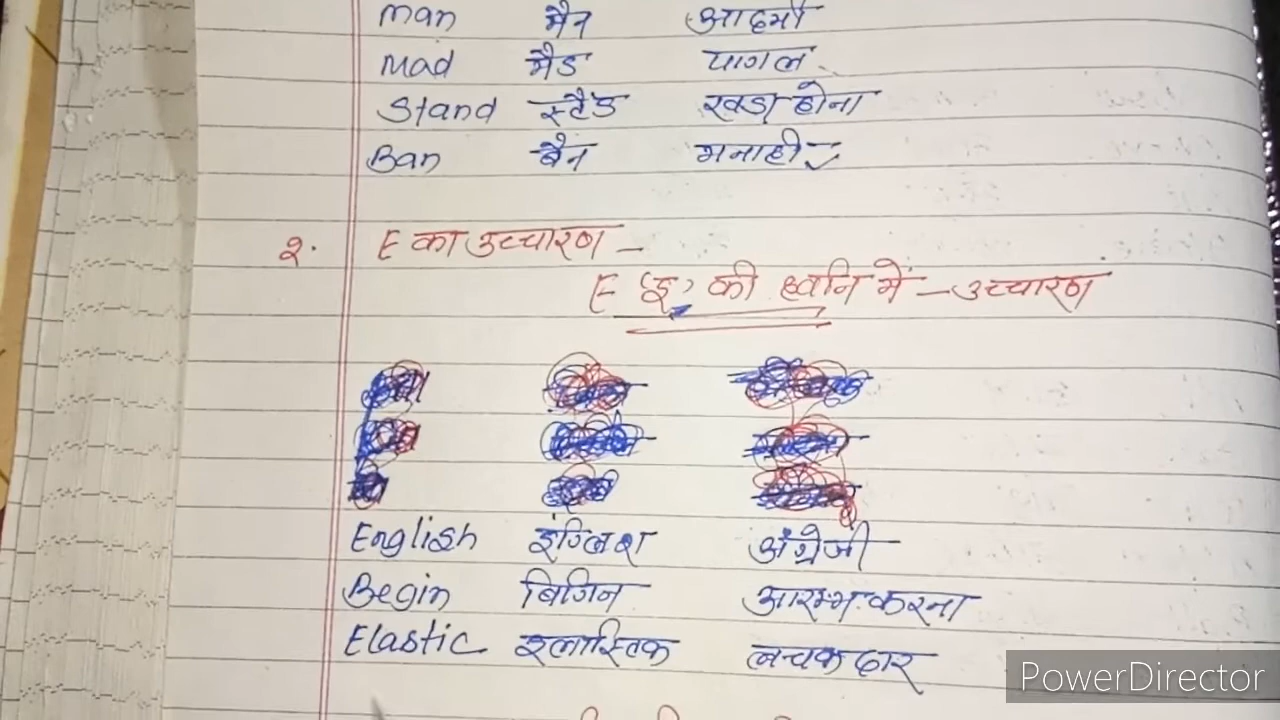 Man मैन आदमी
Mad मैड पागल
Stand स्टैंड खडा होना
Ban बैन मनाही
२. E का उच्चारण –
E 'इ' की ध्वनि में – उच्चारण
English इंग्लिश अंग्रेजी
Begin बिगिन आरम्भ करना
Elastic इलास्तिक लचकदार
PowerDirector